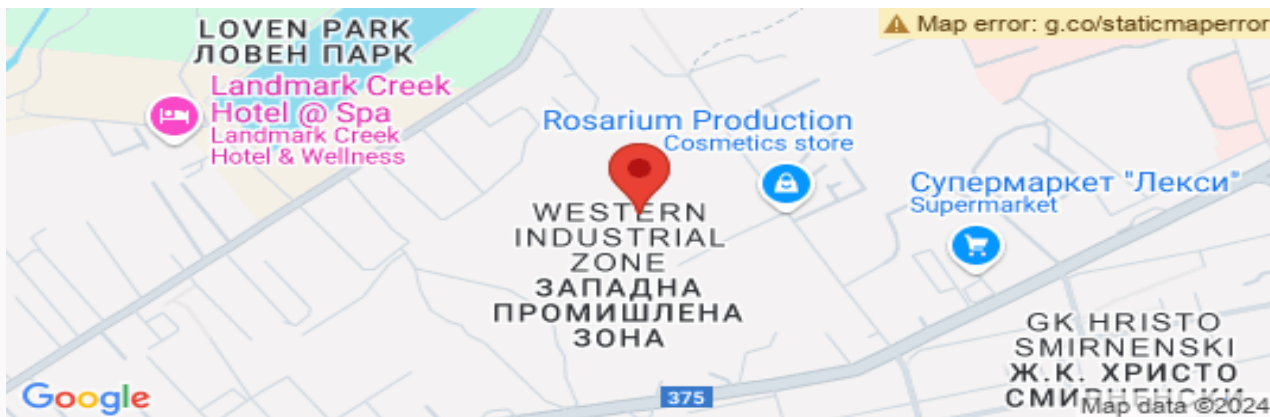 LOVEN PARK
ЛОВЕН ПАРК
Map error: g.co/staticmaperror
Landmark Creek
Hotel @ Spa
Landmark Creek
Hotel & Wellness
Rosarium Production
Cosmetics store
Супермаркет "Лекси"
Supermarket
WESTERN
INDUSTRIAL
ZONE
ЗАПАДНА
ПРОМИШЛЕНА
ЗОНА
GK HRISTO
SMIRNENSKI
Ж.К. ХРИСТО
СМИРНЕНСКИ
375
Google
Map data ©2024